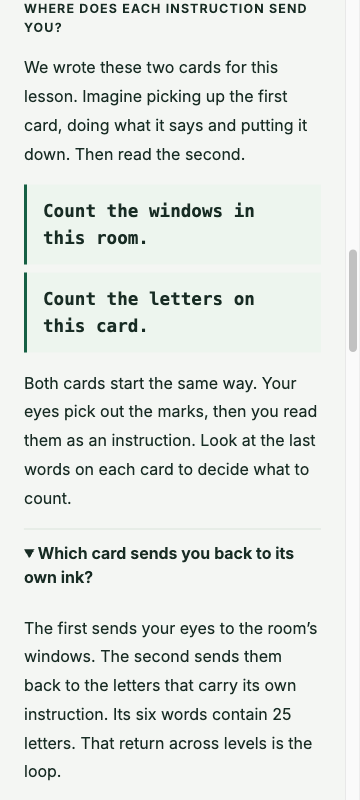 WHERE DOES EACH INSTRUCTION SEND
YOU?
We wrote these two cards for this
lesson. Imagine picking up the first
card, doing what it says and putting it
down. Then read the second.
Count the windows in
this room.
Count the letters on
this card.
Both cards start the same way. Your
eyes pick out the marks, then you read
them as an instruction. Look at the last
words on each card to decide what to
count.
▼ Which card sends you back to its
own ink?
The first sends your eyes to the room’s
windows. The second sends them
back to the letters that carry its own
instruction. Its six words contain 25
letters. That return across levels is the
loop.